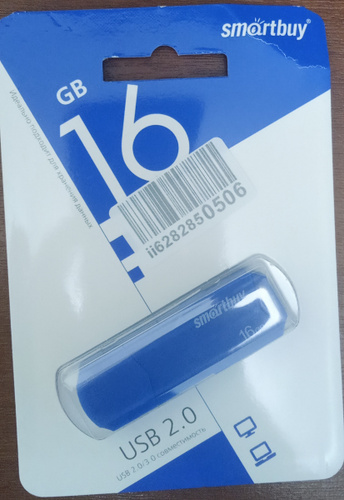 smartbuy
GB
16
ii6282850506
smartbuy
16
USB 2.0
USB 2.0-3.0 СОВМЕСТИМОСТЬ